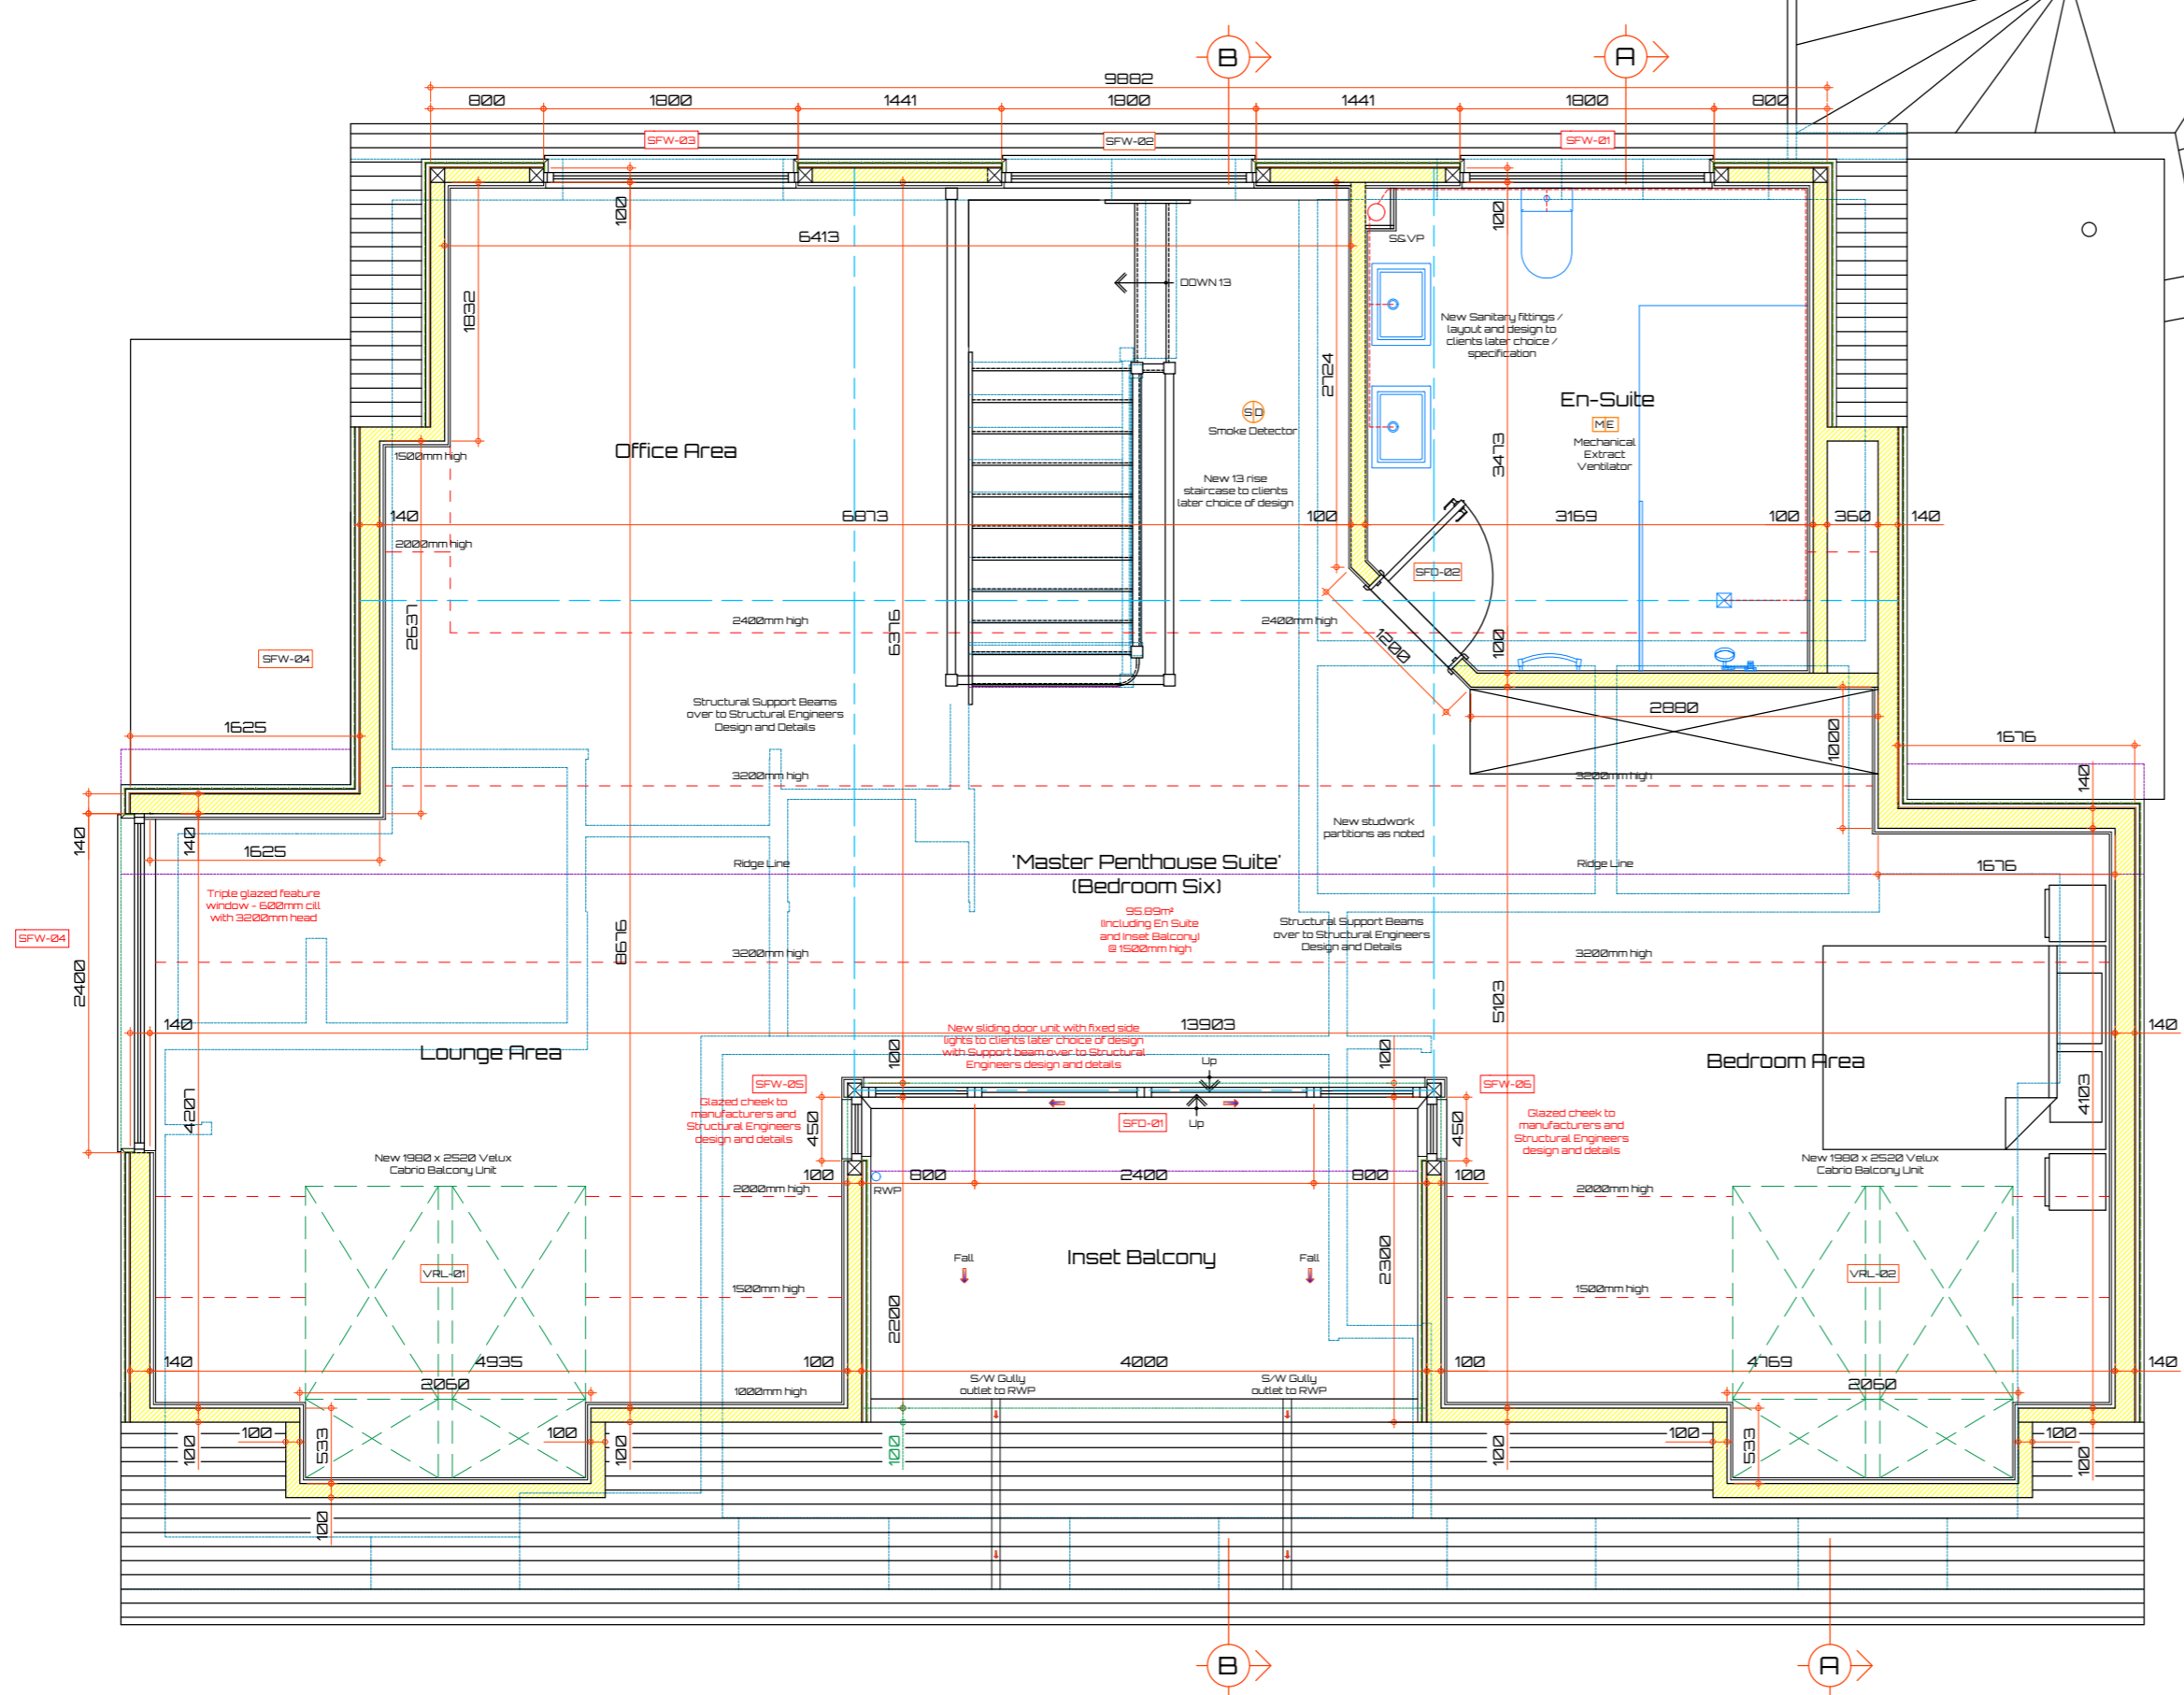 B
A
9882
800
1800
1441
1800
1441
1800
800
SFW-03
SFW-02
SFW-01
100
100
6413
S&VP
DOWN 13
1832
New Sanitary fittings /
layout and design to
clients later choice /
specification
2724
En-Suite
ME
Mechanical
Extract
Ventilator
SD
Smoke Detector
Office Area
1500mm high
3473
New 13 rise
staircase to clients
later choice of design
140
6873
100
3169
100
360
140
2000mm high
SFD-02
2637
6376
2400mm high
2400mm high
1200
100
SFW-04
Structural Support Beams
over to Structural Engineers
Design and Details
2880
1625
1000
1676
3200mm high
3200mm high
140
140
140
New studwork
partitions as noted
1625
Ridge Line
'Master Penthouse Suite'
(Bedroom Six)
Ridge Line
1676
Triple glazed feature
window - 600mm cill
with 3200mm head
95.89m²
(Including En Suite
and Inset Balcony)
@ 1500mm high
Structural Support Beams
over to Structural Engineers
Design and Details
SFW-04
8976
3200mm high
3200mm high
2400
5103
140
13903
140
New sliding door unit with fixed side
lights to clients later choice of design
with Support beam over to Structural
Engineers design and details
100
100
Lounge Area
Up
Bedroom Area
SFW-05
SFW-06
Glazed cheek to
manufacturers and
Structural Engineers
design and details
4207
450
SFD-01
Up
450
Glazed cheek to
manufacturers and
Structural Engineers
design and details
4103
New 1980 x 2520 Velux
Cabrio Balcony Unit
New 1980 x 2520 Velux
Cabrio Balcony Unit
100
800
2400
800
100
RWP
2000mm high
2000mm high
Fall
Inset Balcony
Fall
VRL-01
VRL-02
2300
1500mm high
1500mm high
2200
140
4935
100
4000
100
4769
140
2060
1000mm high
S/W Gully
outlet to RWP
S/W Gully
outlet to RWP
2060
100
100
533
100
100
100
100
100
533
100
100
100
B
A